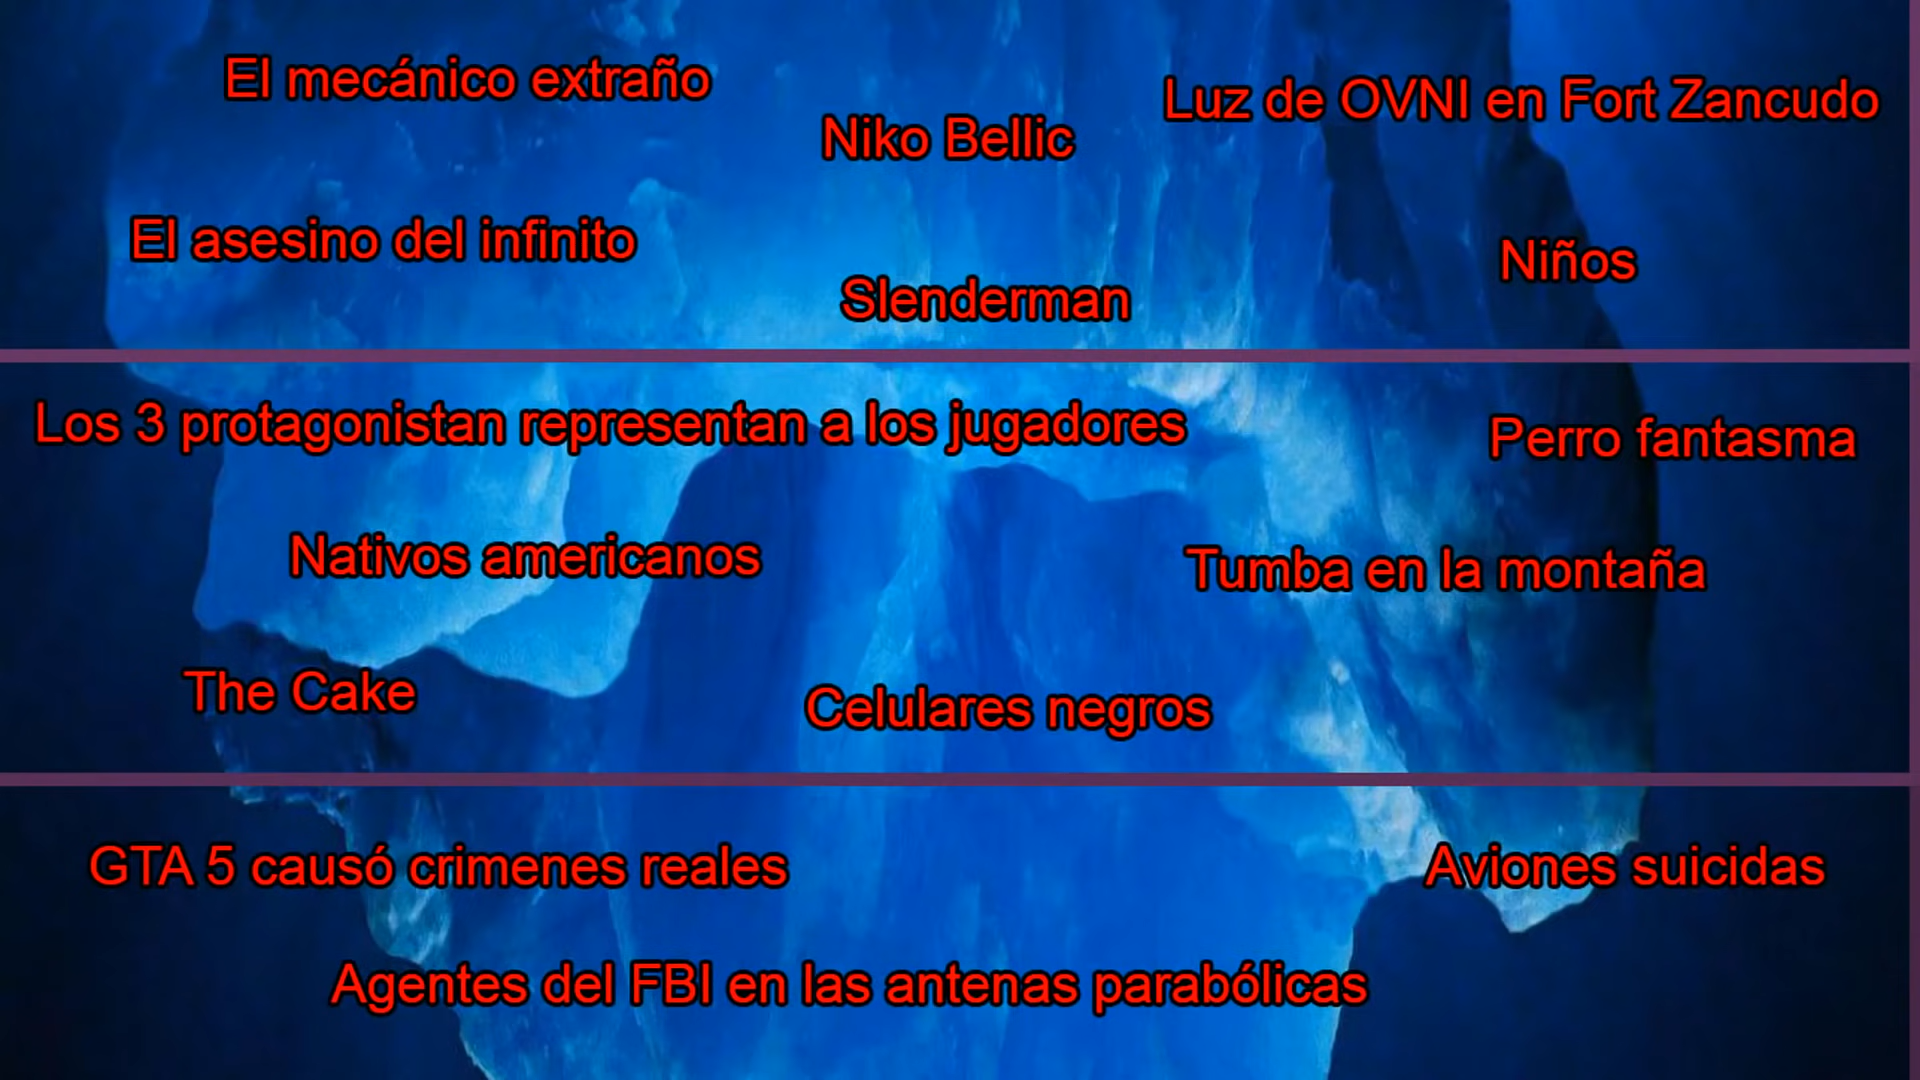 El mecánico extraño
Niko Bellic
Luz de OVNI en Fort Zancudo
El asesino del infinito
Slenderman
Niños
Los 3 protagonistan representan a los jugadores
Perro fantasma
Nativos americanos
Tumba en la montaña
The Cake
Celulares negros
GTA 5 causó crimenes reales
Aviones suicidas
Agentes del FBI en las antenas parabólicas